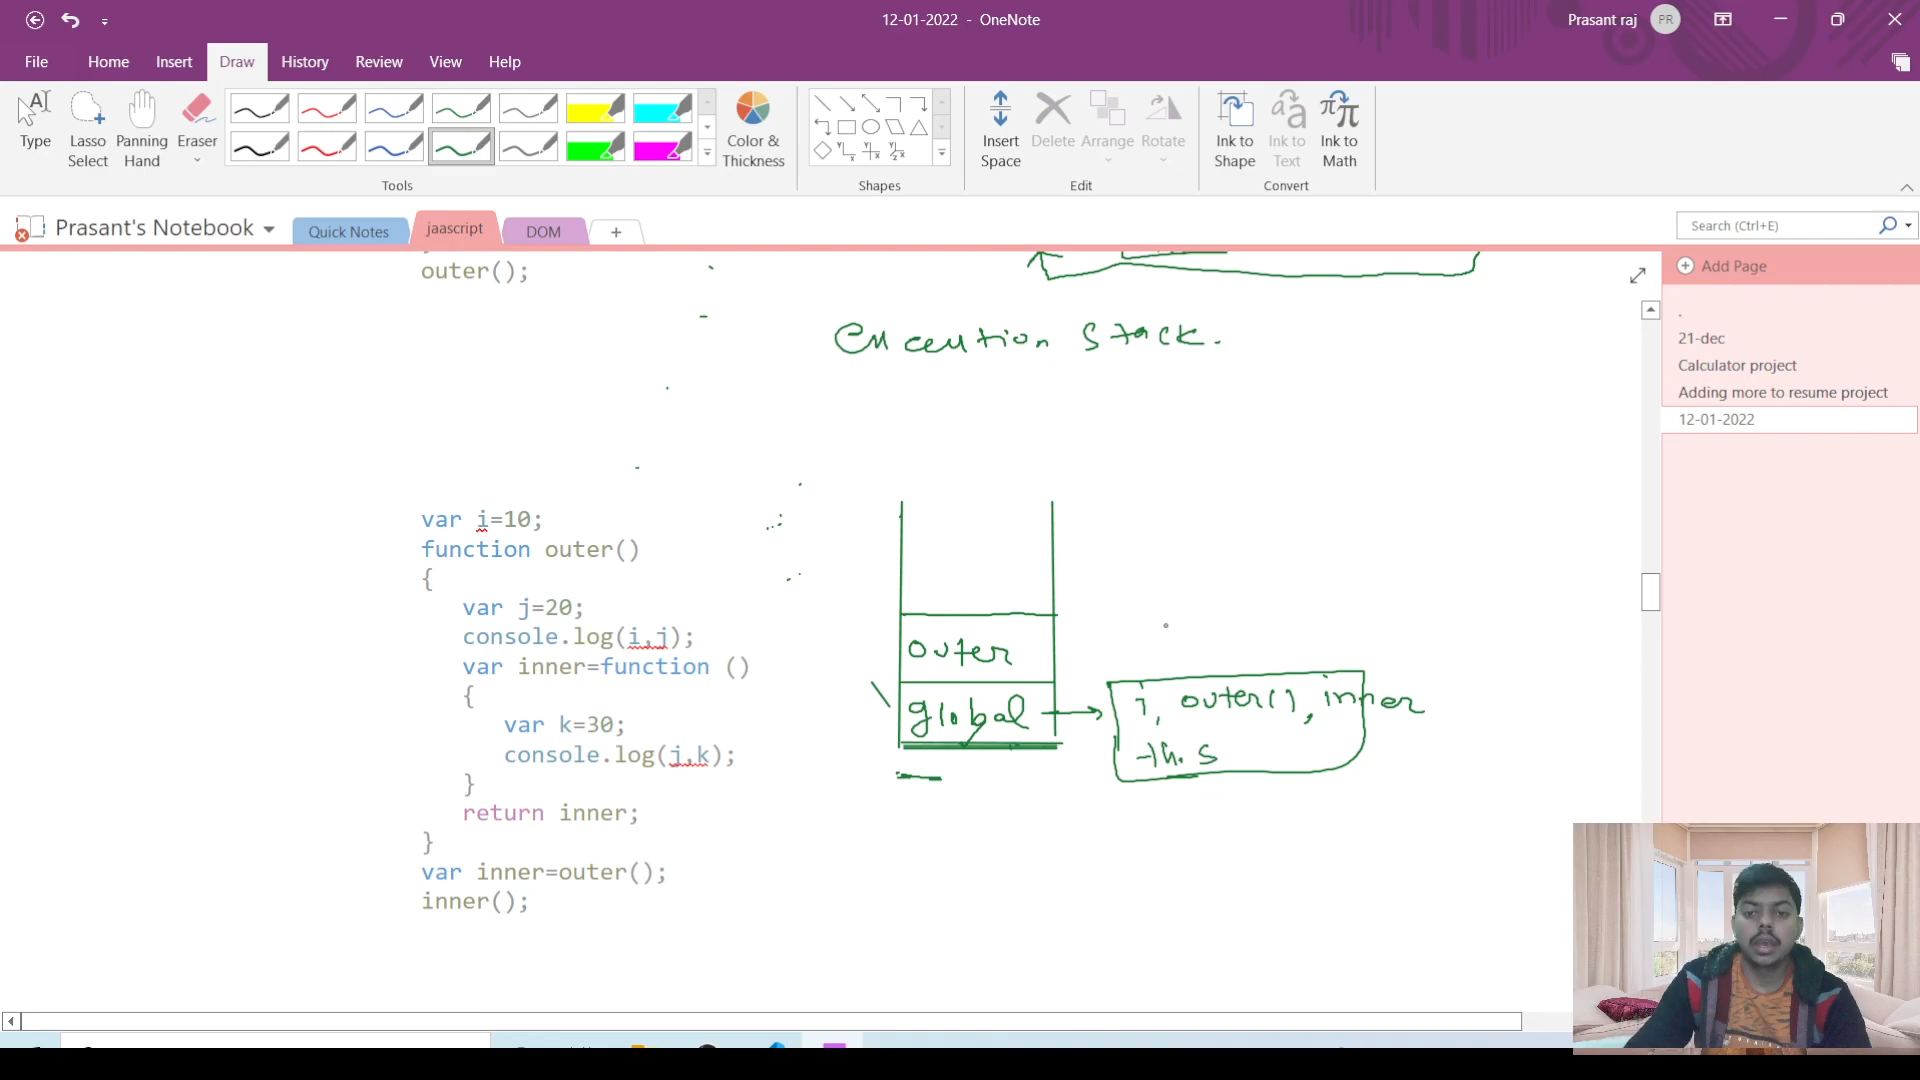 12-01-2022 - OneNote
Prasant raj
PR
File
Home
Insert
Draw
History
Review
View
Help
Type
Lasso Select
Panning Hand
Eraser
Color & Thickness
Insert Space
Delete
Arrange
Rotate
Ink to Shape
Ink to Text
Ink to Math
Tools
Shapes
Edit
Convert
Prasant's Notebook
Quick Notes
jaascript
DOM
+
Search (Ctrl+E)
Add Page
.
21-dec
Calculator project
Adding more to resume project
12-01-2022
outer();
Execution Stack.
var i=10;
function outer()
{
var j=20;
console.log(i,j);
var inner=function ()
{
var k=30;
console.log(j,k);
}
return inner;
}
var inner=outer();
inner();
outer
global
i, outer(), inner
this